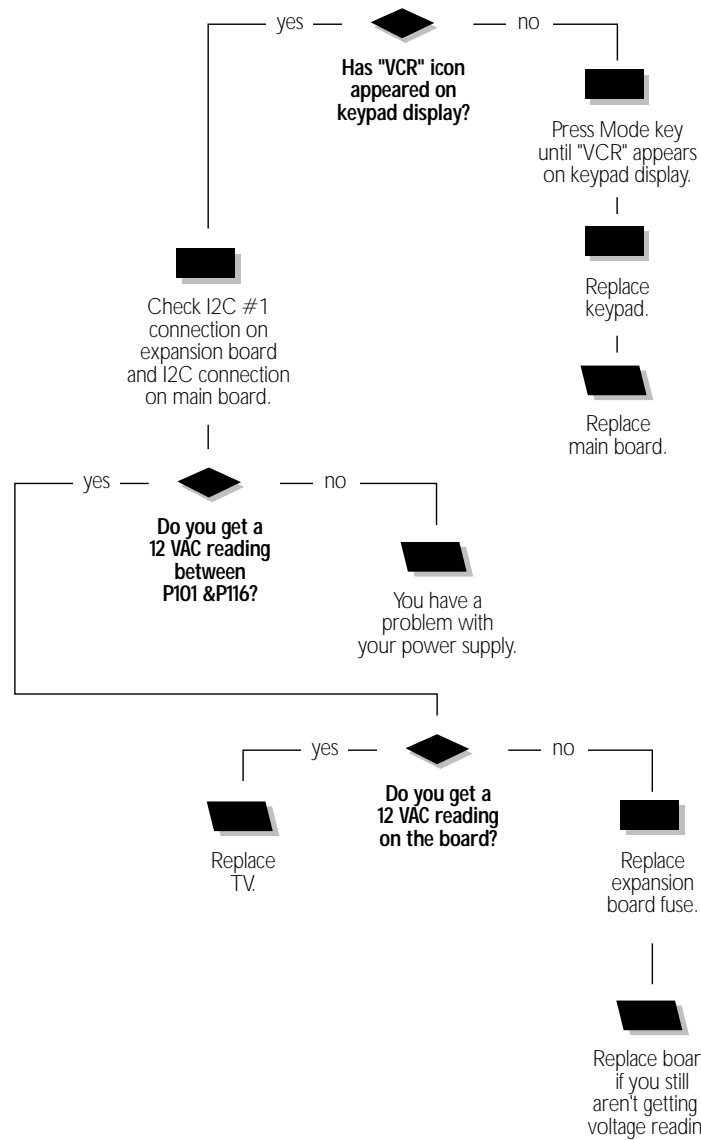 yes
no
Has "VCR" icon
appeared on
keypad display?
Press Mode key
until "VCR" appears
on keypad display.
Replace
keypad.
Replace
main board.
Check I2C #1
connection on
expansion board
and I2C connection
on main board.
yes
no
Do you get a
12 VAC reading
between
P101 &P116?
You have a
problem with
your power supply.
yes
no
Do you get a
12 VAC reading
on the board?
Replace
TV.
Replace
expansion
board fuse.
Replace boar
if you still
aren't getting
voltage readin